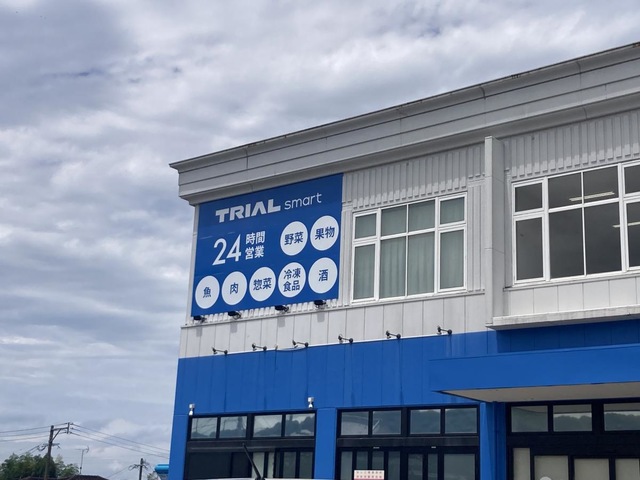 TRIAL smart
24時間営業
野菜 果物
魚 肉 惣菜 冷凍食品 酒